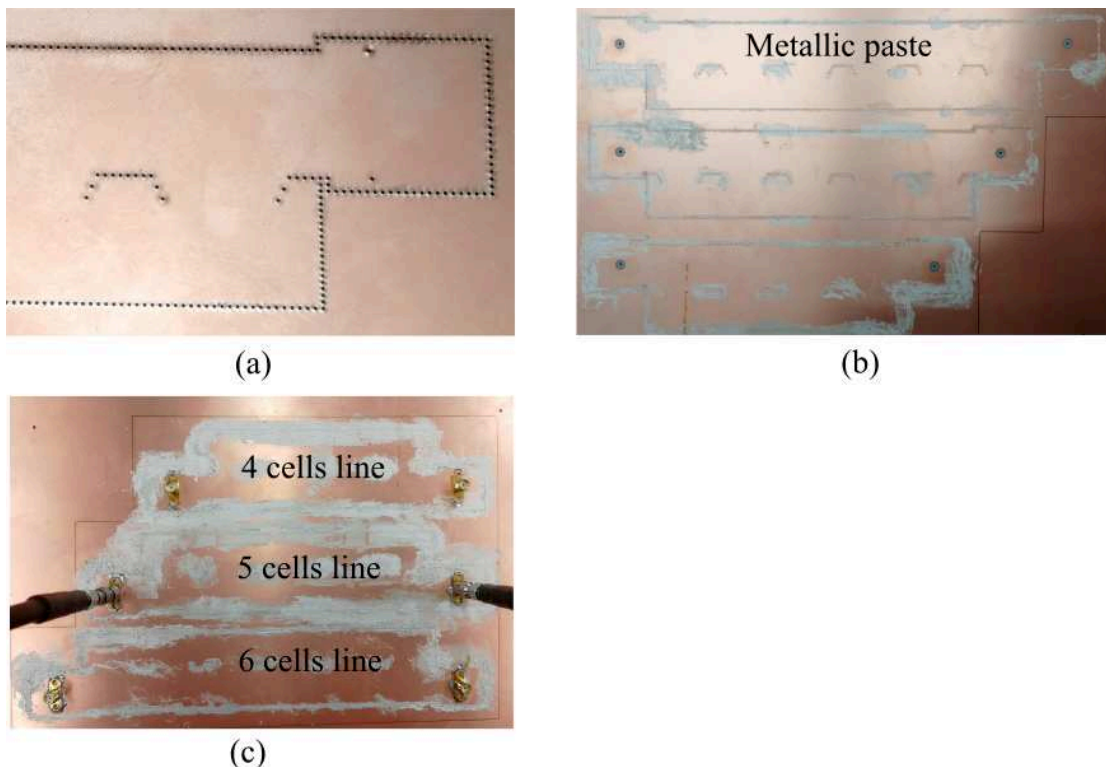 Metallic paste
(a)
(b)
4 cells line
5 cells line
6 cells line
(c)